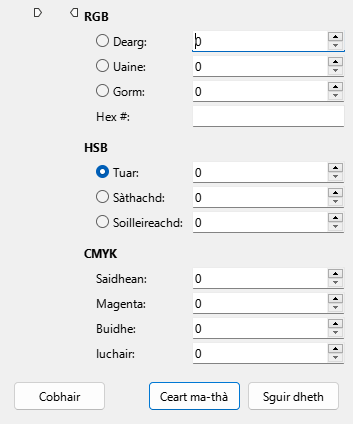 RGB
Dearg: 0
Uaine: 0
Gorm: 0
Hex #:
HSB
Tuar: 0
Sàthachd: 0
Soilleireachd: 0
CMYK
Saidhean: 0
Magenta: 0
Buidhe: 0
Iuchair: 0
Cobhair Ceart ma-thà Sguir dheth